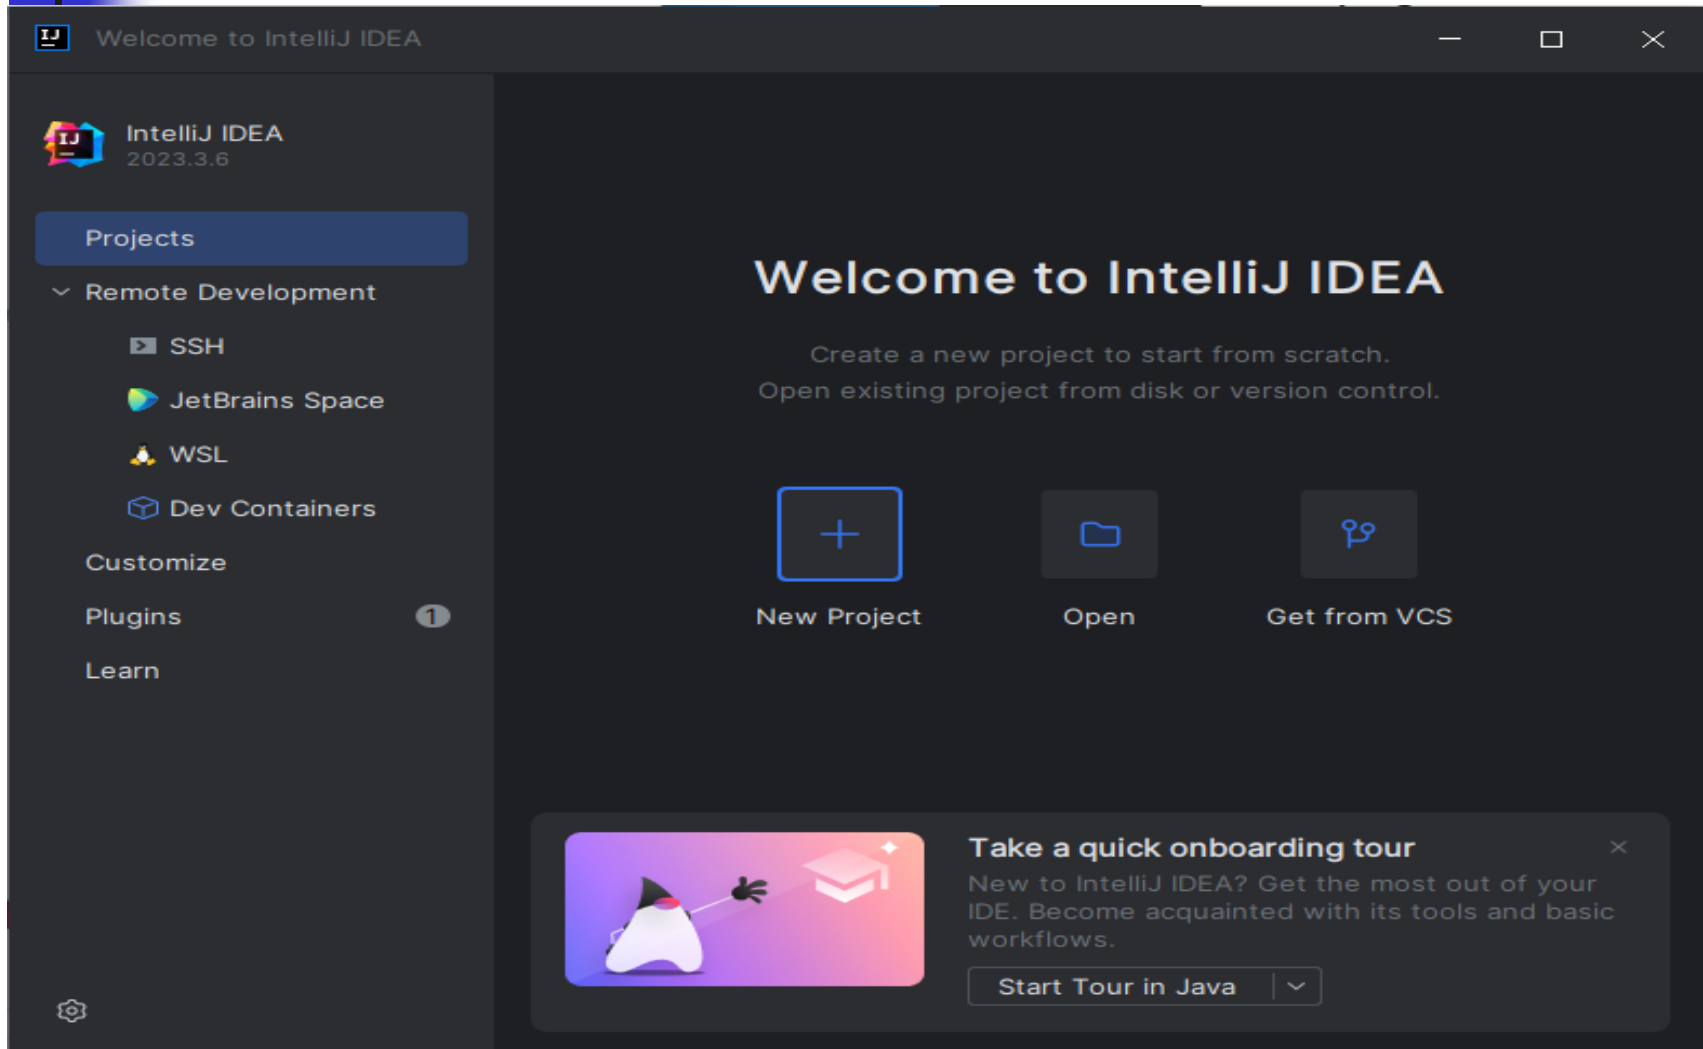 IJ Welcome to IntelliJ IDEA
IJ IntelliJ IDEA
2023.3.6
Projects
Remote Development
SSH
JetBrains Space
WSL
Dev Containers
Customize
Plugins 1
Learn
Welcome to IntelliJ IDEA
Create a new project to start from scratch.
Open existing project from disk or version control.
New Project
Open
Get from VCS
Take a quick onboarding tour
New to IntelliJ IDEA? Get the most out of your
IDE. Become acquainted with its tools and basic
workflows.
Start Tour in Java